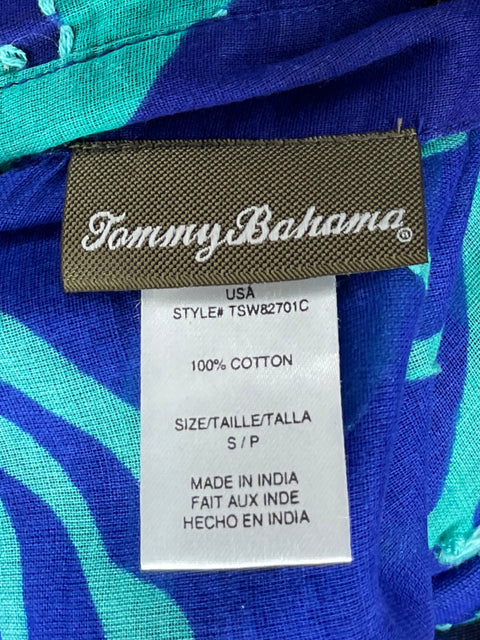 Tommy Bahama®
USA
STYLE# TSW82701C
100% COTTON
SIZE/TAILLE/TALLA
S / P
MADE IN INDIA
FAIT AUX INDE
HECHO EN INDIA